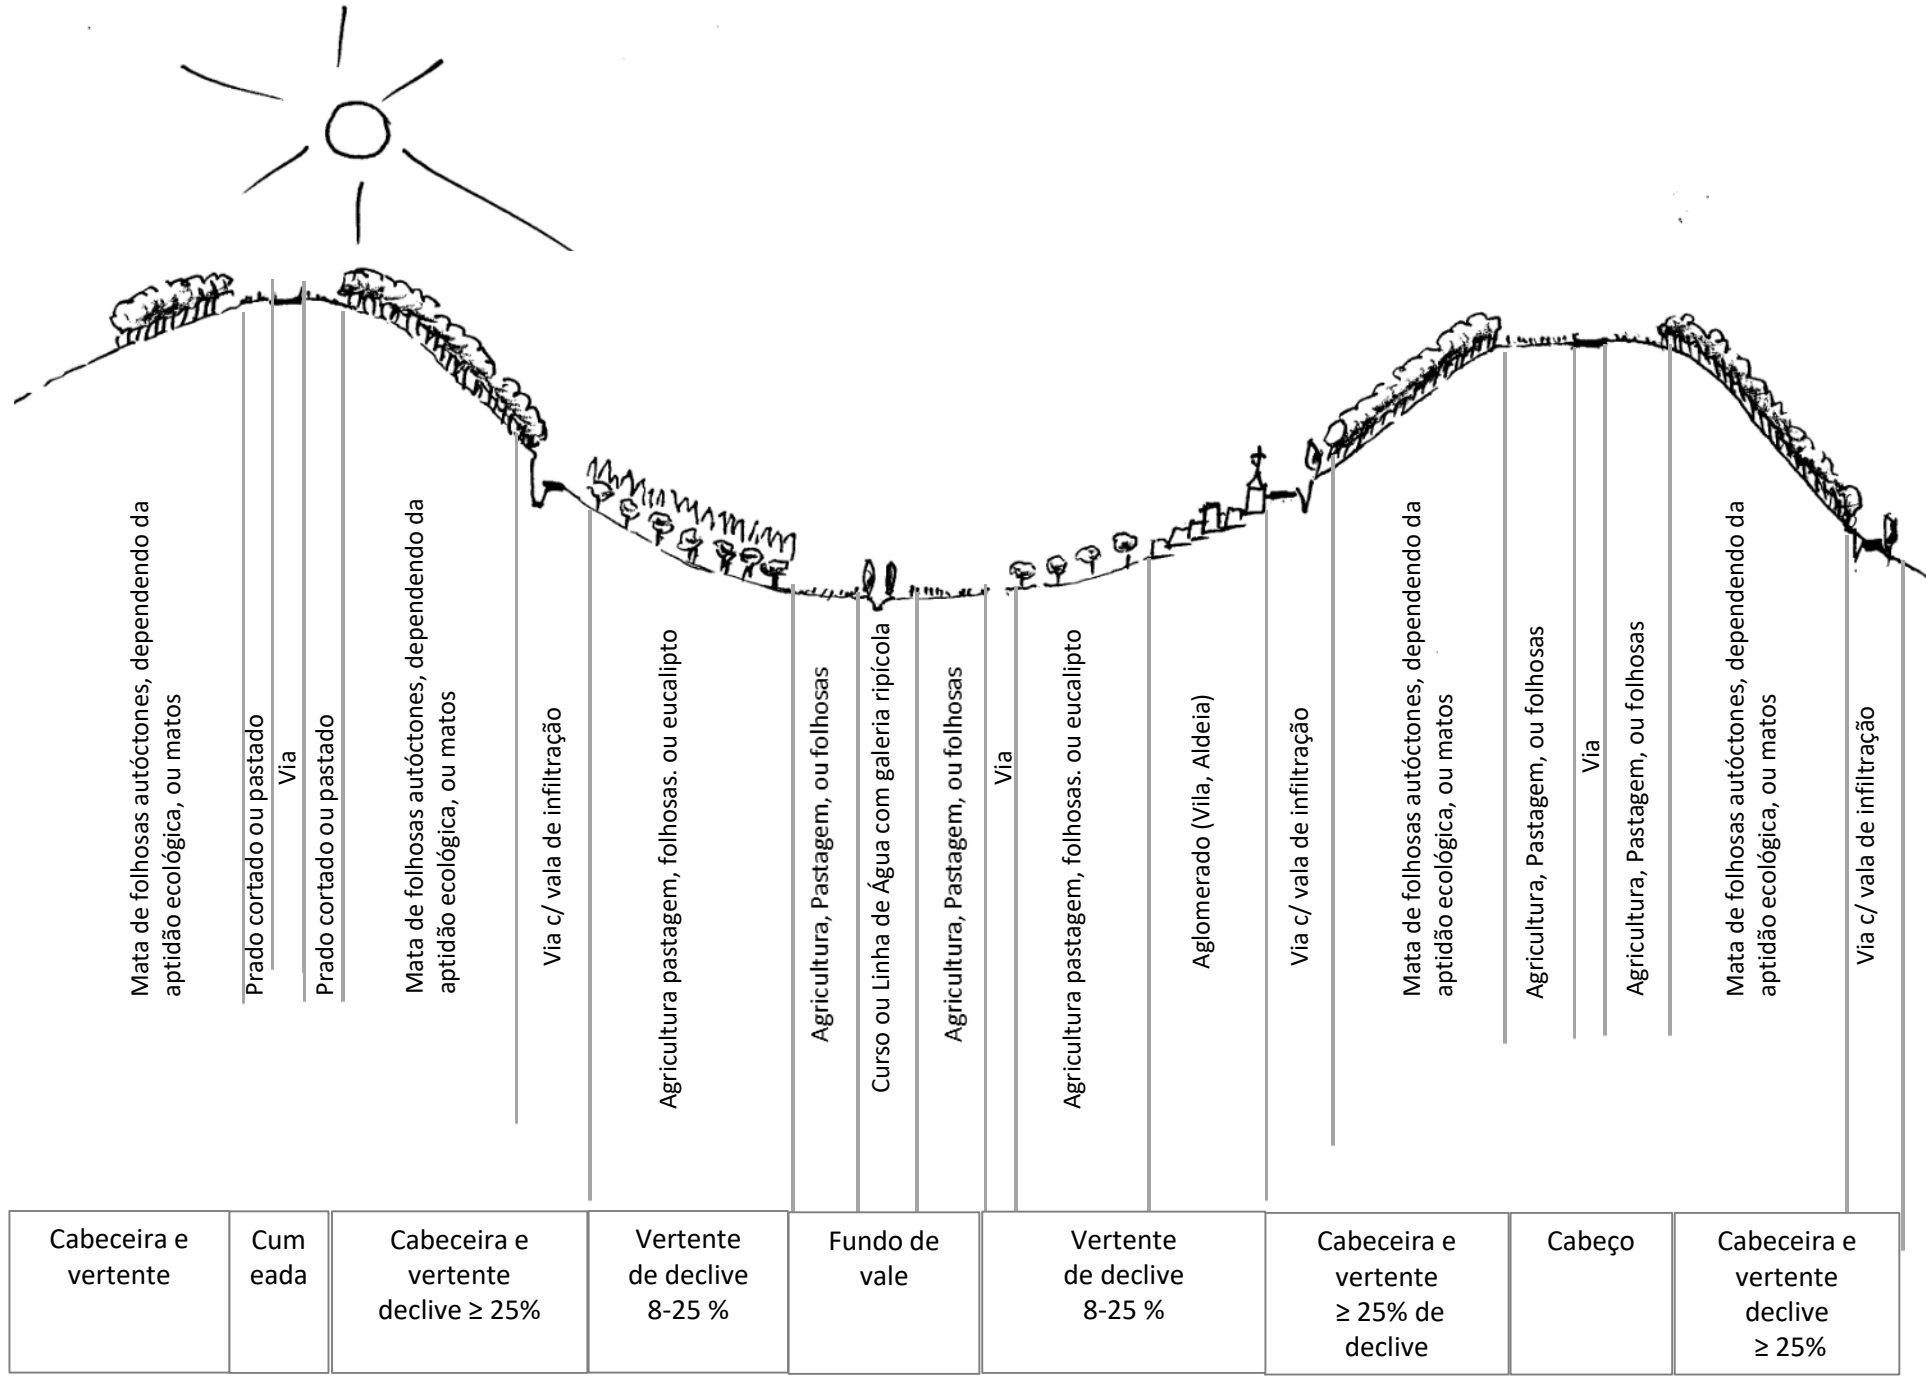 Mata de folhosas autóctones, dependendo da
aptidão ecológica, ou matos
Prado cortado ou pastado
Via
Prado cortado ou pastado
Mata de folhosas autóctones, dependendo da
aptidão ecológica, ou matos
Via c/ vala de infiltração
Agricultura pastagem, folhosas. ou eucalipto
Agricultura, Pastagem, ou folhosas
Curso ou Linha de Água com galeria ripícola
Agricultura, Pastagem, ou folhosas
Via
Agricultura pastagem, folhosas. ou eucalipto
Aglomerado (Vila, Aldeia)
Via c/ vala de infiltração
Mata de folhosas autóctones, dependendo da
aptidão ecológica, ou matos
Agricultura, Pastagem, ou folhosas
Via
Agricultura, Pastagem, ou folhosas
Mata de folhosas autóctones, dependendo da
aptidão ecológica, ou matos
Via c/ vala de infiltração
Cabeceira e
vertente
Cum
eada
Cabeceira e
vertente
declive ≥ 25%
Vertente
de declive
8-25 %
Fundo de
vale
Vertente
de declive
8-25 %
Cabeceira e
vertente
≥ 25% de
declive
Cabeço
Cabeceira e
vertente
declive
≥ 25%